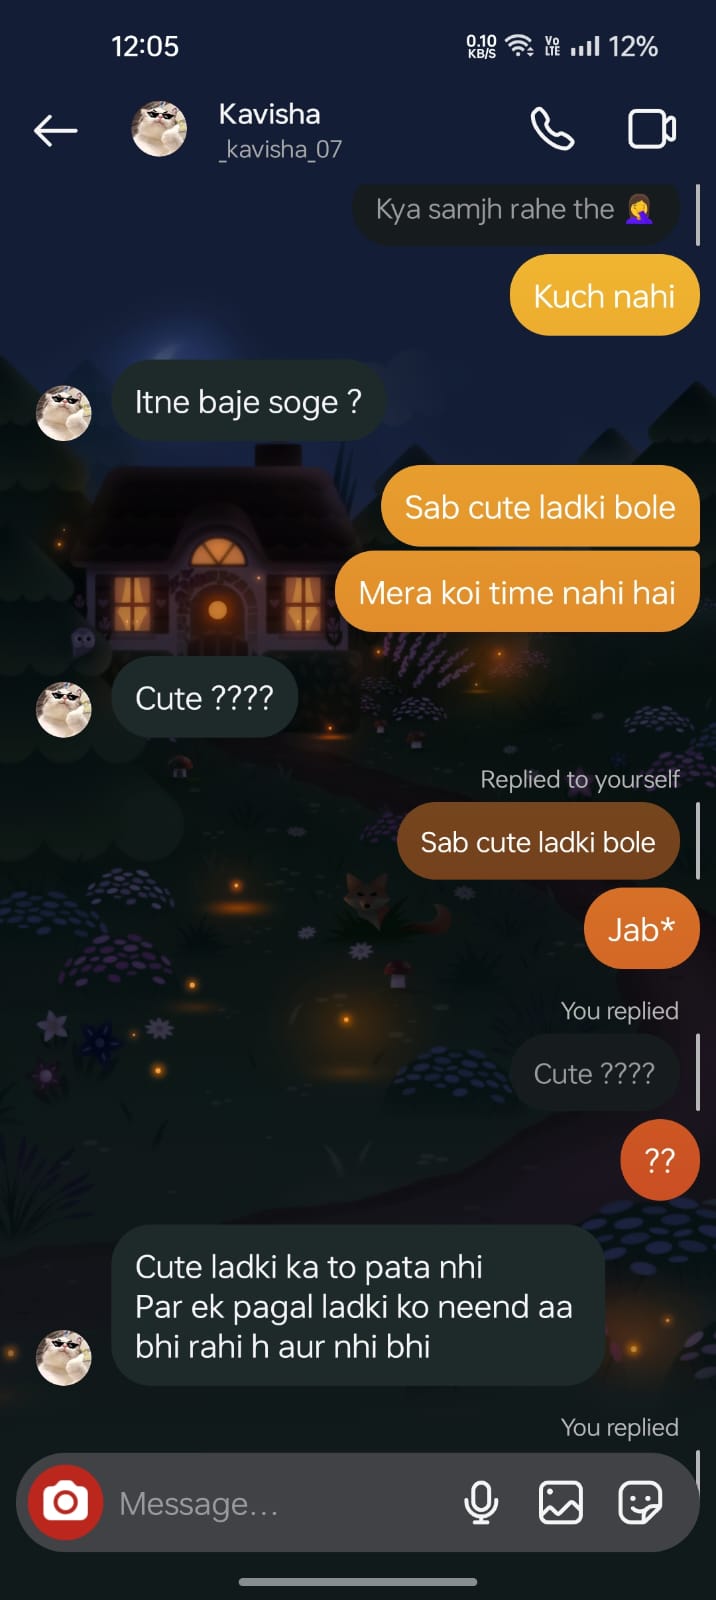 12:05
0.10 KB/S Vo LTE 12%
Kavisha
_kavisha_07
Kya samjh rahe the 🤦‍♀️
Kuch nahi
Itne baje soge ?
Sab cute ladki bole
Mera koi time nahi hai
Cute ????
Replied to yourself
Sab cute ladki bole
Jab*
You replied
Cute ????
??
Cute ladki ka to pata nhi
Par ek pagal ladki ko neend aa
bhi rahi h aur nhi bhi
You replied
Message...